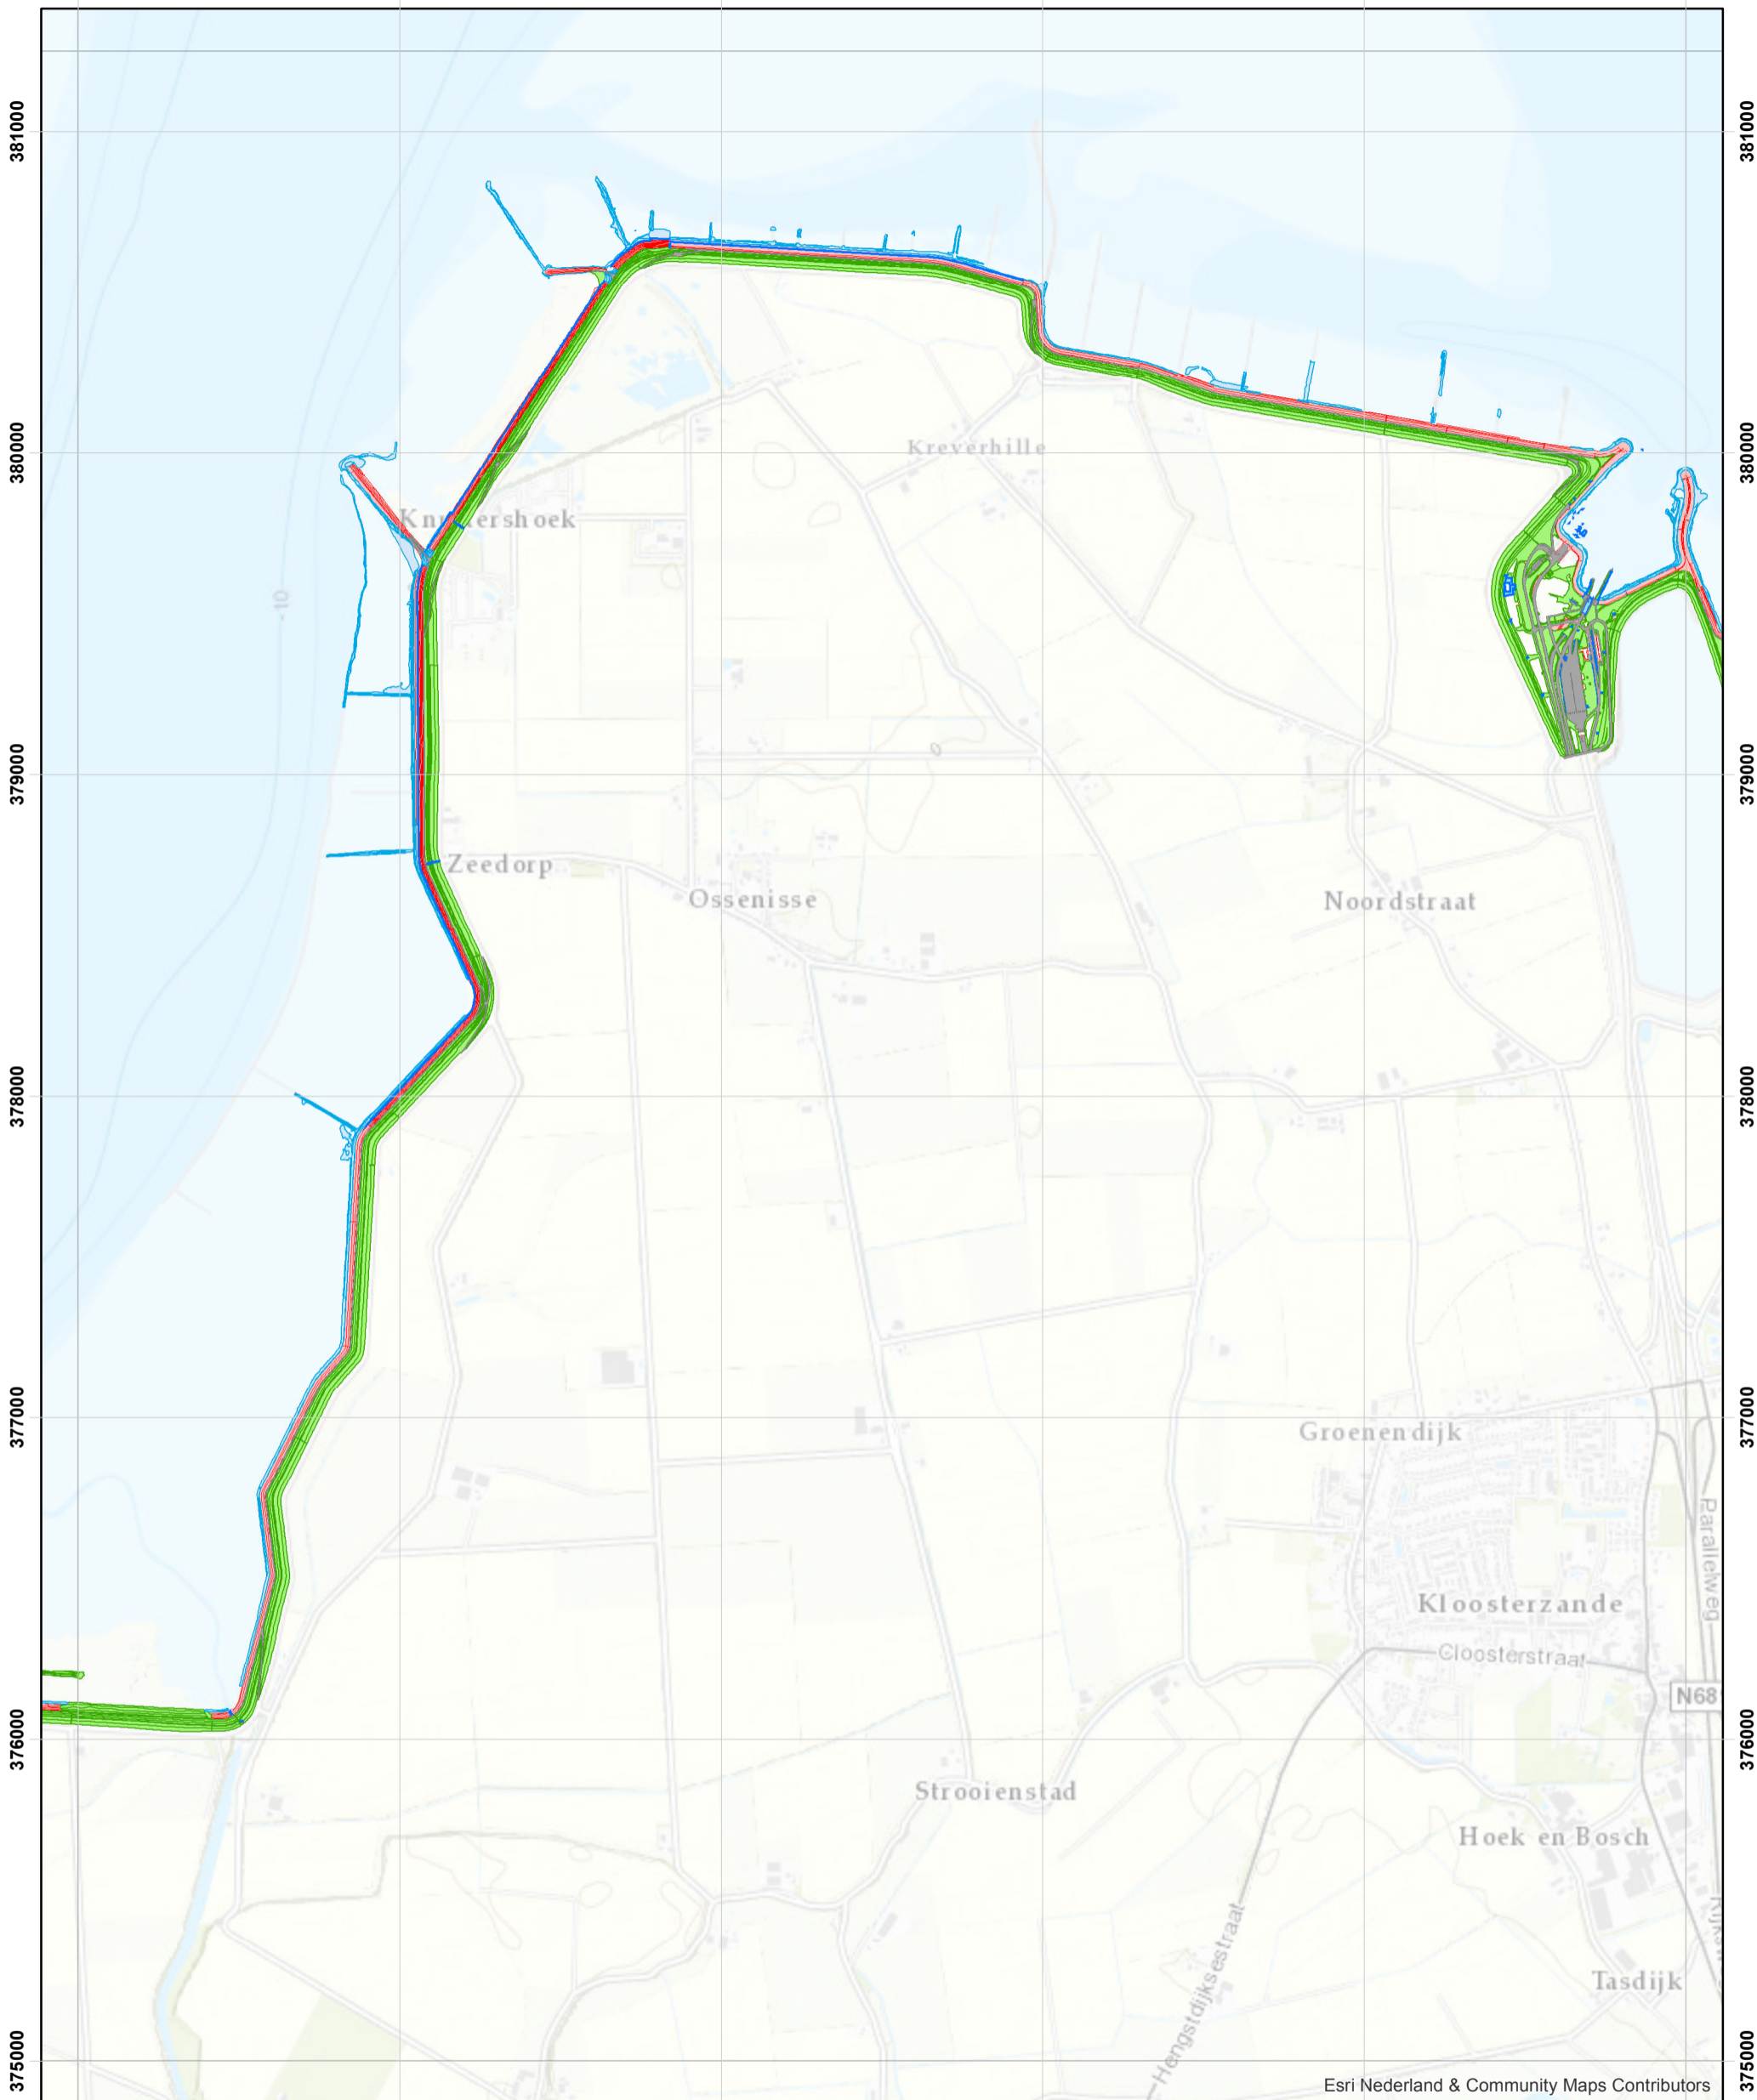 381000
381000
Kreverhille
380000
380000
-10
0
379000
379000
Zeedorp
Ossenisse
Noordstraat
378000
378000
377000
377000
Groenendijk
Parallelweg
Kloosterzande
Cloosterstraat
N68
376000
376000
Strooienstad
Hoek en Bosch
Hengstdijksestraat
Tasdijk
375000
375000
Esri Nederland & Community Maps Contributors